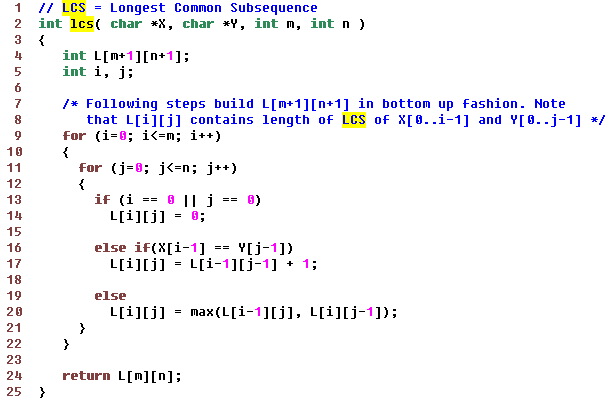 1 // LCS = Longest Common Subsequence
2 int lcs( char *X, char *Y, int m, int n )
3 {
4    int L[m+1][n+1];
5    int i, j;
6
7    /* Following steps build L[m+1][n+1] in bottom up fashion. Note
8       that L[i][j] contains length of LCS of X[0..i-1] and Y[0..j-1] */
9    for (i=0; i<=m; i++)
10    {
11      for (j=0; j<=n; j++)
12      {
13        if (i == 0 || j == 0)
14          L[i][j] = 0;
15
16        else if(X[i-1] == Y[j-1])
17          L[i][j] = L[i-1][j-1] + 1;
18
19        else
20          L[i][j] = max(L[i-1][j], L[i][j-1]);
21      }
22    }
23
24    return L[m][n];
25 }